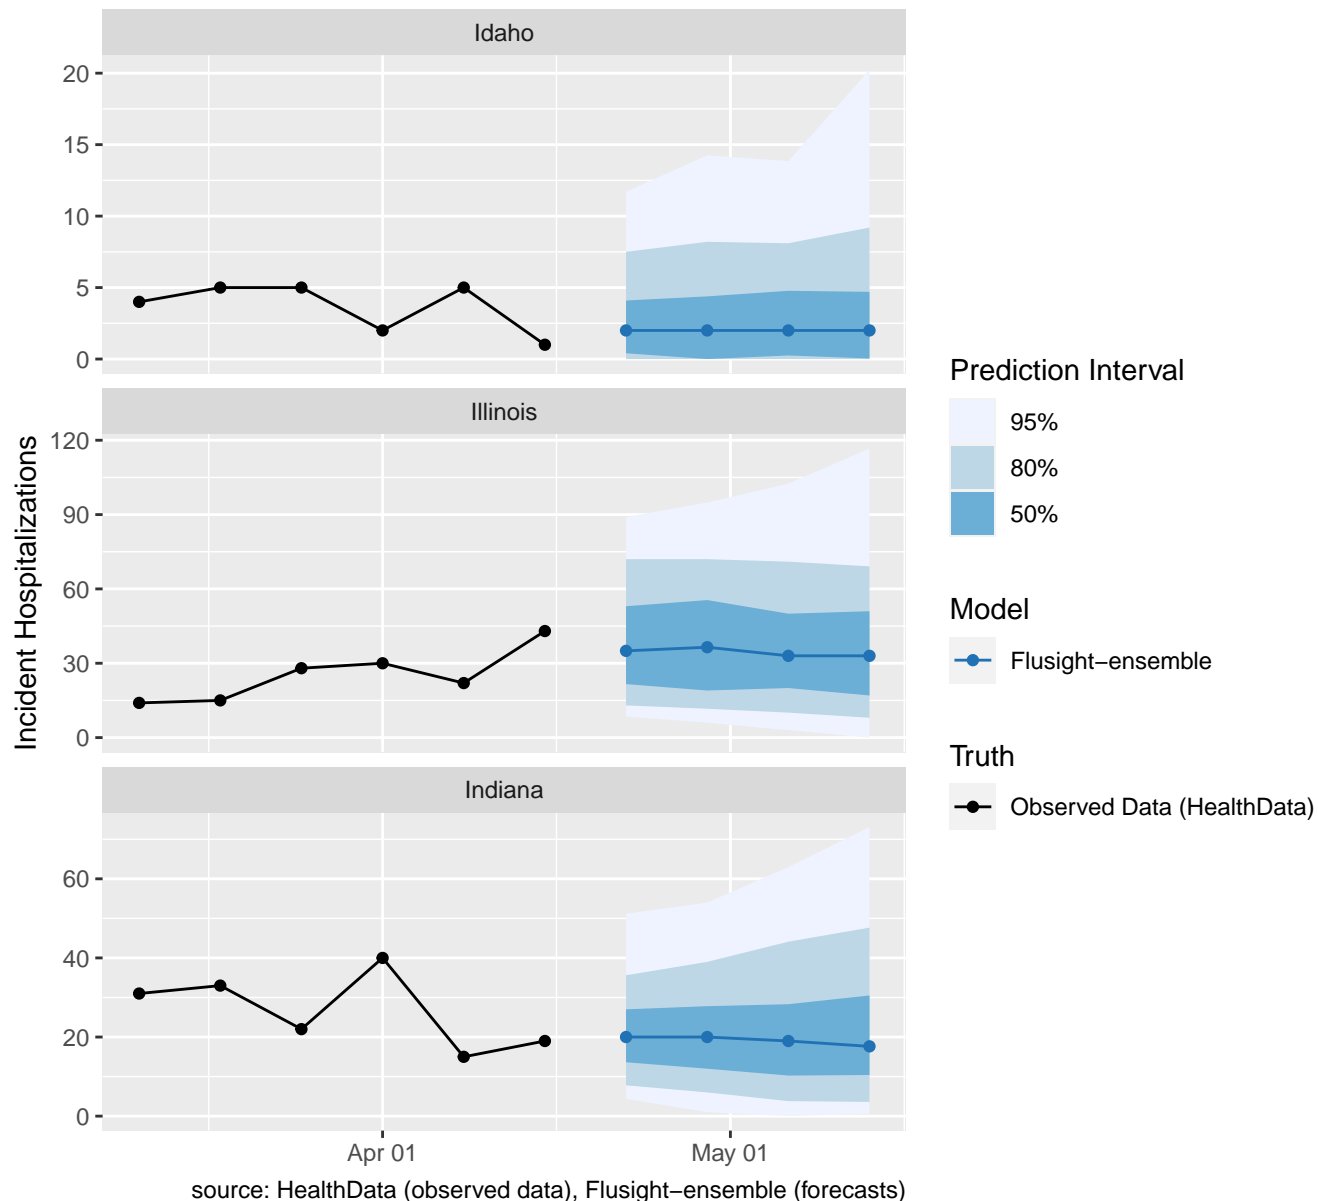 Idaho
20
15
10
5
0
Illinois
120
90
60
30
0
Indiana
60
40
20
0
Apr 01
May 01
Incident Hospitalizations
source: HealthData (observed data), Flusight−ensemble (forecasts)
Prediction Interval
95%
80%
50%
Model
Flusight−ensemble
Truth
Observed Data (HealthData)